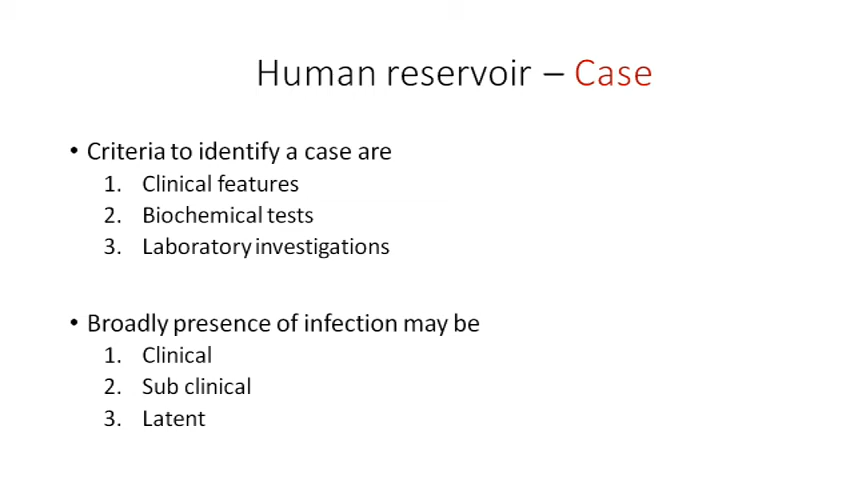 Human reservoir – Case
• Criteria to identify a case are
1. Clinical features
2. Biochemical tests
3. Laboratory investigations
• Broadly presence of infection may be
1. Clinical
2. Sub clinical
3. Latent